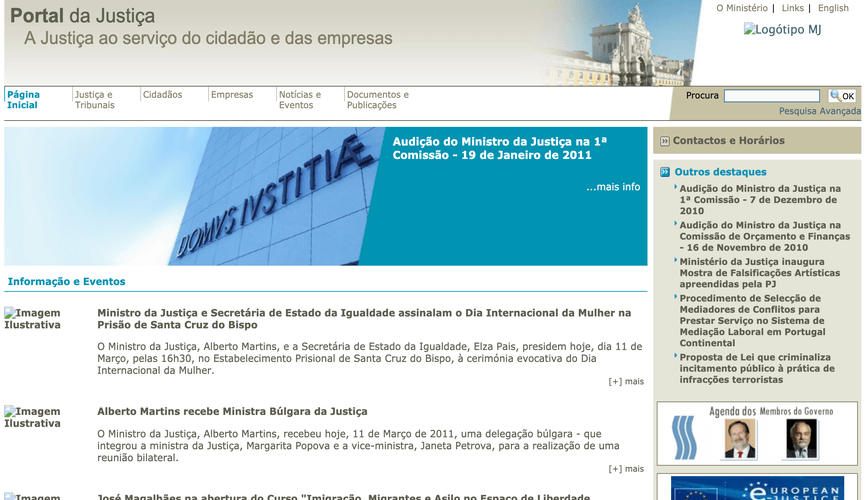 Portal da Justiça
A Justiça ao serviço do cidadão e das empresas
O Ministério | Links | English
Logótipo MJ
Página
Inicial
Justiça e
Tribunais
Cidadãos
Empresas
Notícias e
Eventos
Documentos e
Publicações
Procura
OK
Pesquisa Avançada
DOMVS IVSTITIÆ
Audição do Ministro da Justiça na 1ª
Comissão - 19 de Janeiro de 2011
...mais info
Informação e Eventos
Imagem
Ilustrativa
Ministro da Justiça e Secretária de Estado da Igualdade assinalam o Dia Internacional da Mulher na
Prisão de Santa Cruz do Bispo
O Ministro da Justiça, Alberto Martins, e a Secretária de Estado da Igualdade, Elza Pais, presidem hoje, dia 11 de
Março, pelas 16h30, no Estabelecimento Prisional de Santa Cruz do Bispo, à cerimónia evocativa do Dia
Internacional da Mulher.
[+] mais
Imagem
Ilustrativa
Alberto Martins recebe Ministra Búlgara da Justiça
O Ministro da Justiça, Alberto Martins, recebeu hoje, 11 de Março de 2011, uma delegação búlgara - que
integrou a ministra da Justiça, Margarita Popova e a vice-ministra, Janeta Petrova, para a realização de uma
reunião bilateral.
[+] mais
Imagem
José Magalhães na abertura do Curso "Imigração, Migrantes e Asilo no Espaço de Liberdade
Contactos e Horários
Outros destaques
Audição do Ministro da Justiça na
1ª Comissão - 7 de Dezembro de
2010
Audição do Ministro da Justiça na
Comissão de Orçamento e Finanças
- 16 de Novembro de 2010
Ministério da Justiça inaugura
Mostra de Falsificações Artísticas
apreendidas pela PJ
Procedimento de Selecção de
Mediadores de Conflitos para
Prestar Serviço no Sistema de
Mediação Laboral em Portugal
Continental
Proposta de Lei que criminaliza
incitamento público à prática de
infracções terroristas
Agenda dos Membros do Governo
EUROPEAN
e-JUSTICE